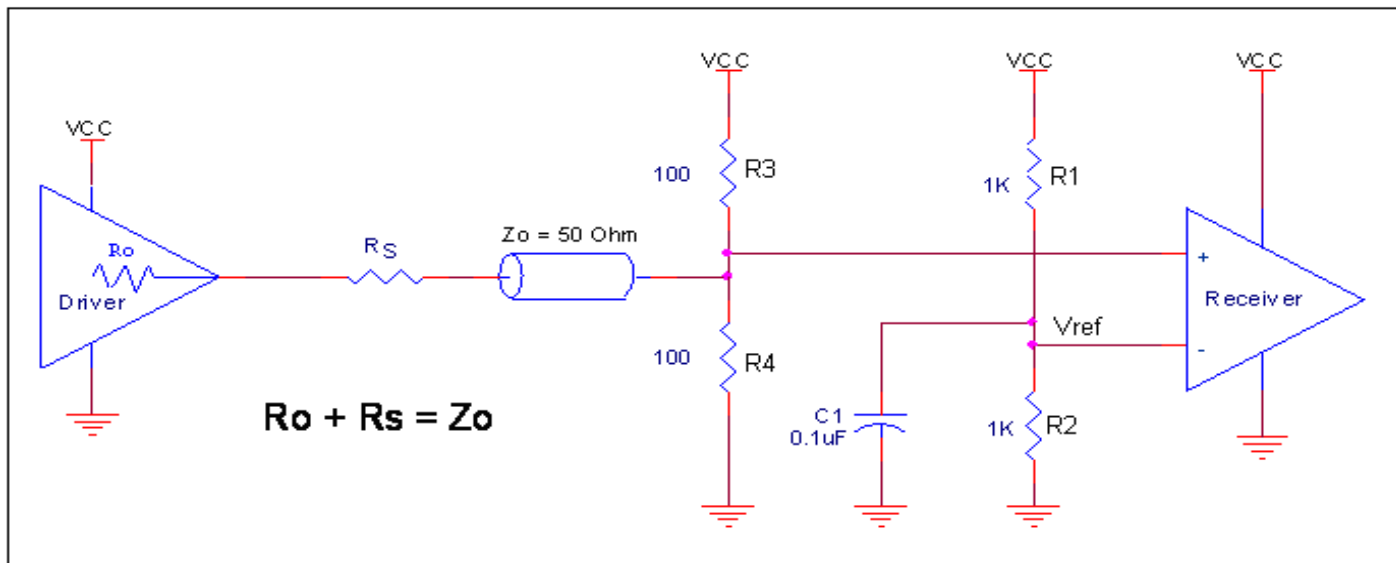 VCC
VCC
VCC
VCC
Ro
Driver
RS
Zo = 50 Ohm
100
R3
1K
R1
+
Receiver
-
Vref
100
R4
Ro + Rs = Zo
C1
0.1uF
1K
R2